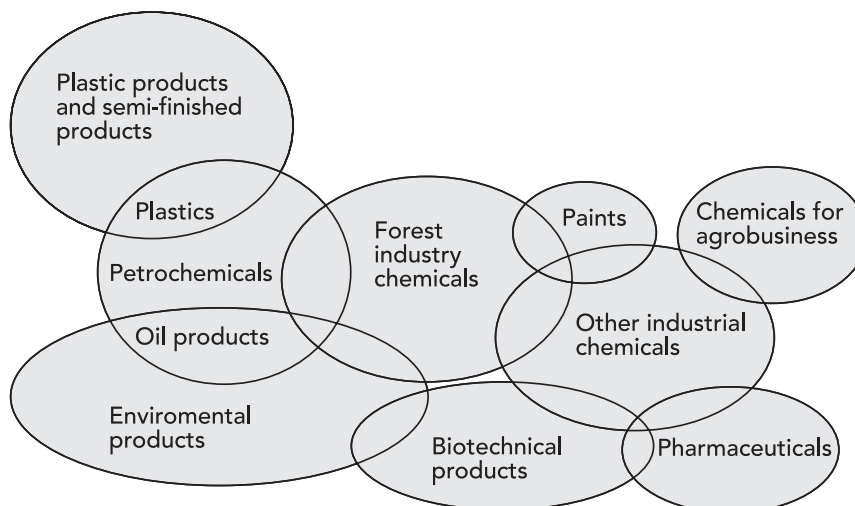 Plastic products
and semi-finished
products
Plastics
Petrochemicals
Oil products
Enviromental
products
Forest
industry
chemicals
Paints
Chemicals for
agrobusiness
Other industrial
chemicals
Biotechnical
products
Pharmaceuticals